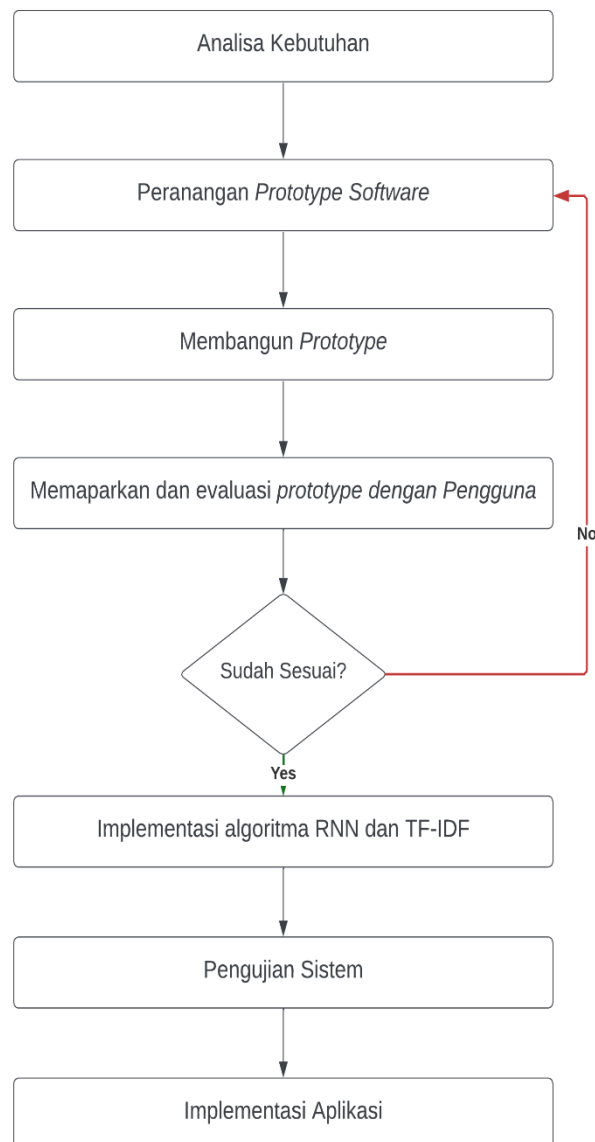 Analisa Kebutuhan
Peranangan Prototype Software
Membangun Prototype
Memaparkan dan evaluasi prototype dengan Pengguna
No
Sudah Sesuai?
Yes
Implementasi algoritma RNN dan TF-IDF
Pengujian Sistem
Implementasi Aplikasi